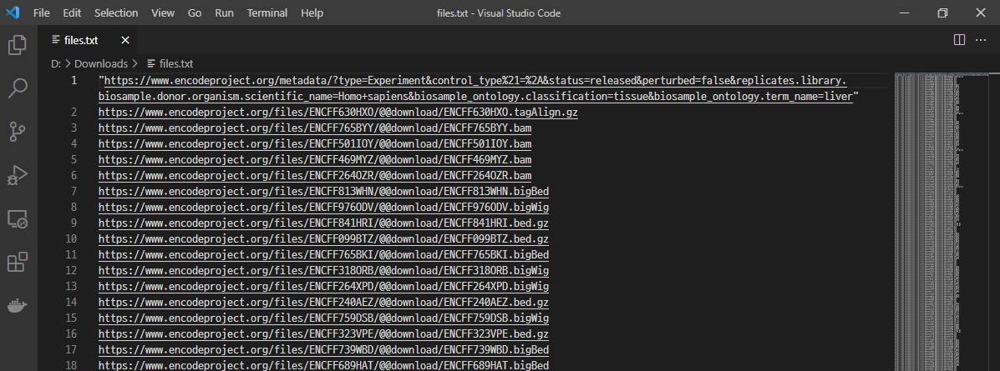 File Edit Selection View Go Run Terminal Help files.txt - Visual Studio Code
files.txt
D: > Downloads > files.txt
1 "https://www.encodeproject.org/metadata/?type=Experiment&control_type%21=%2A&status=released&perturbed=false&replicates.library.
biosample.donor.organism.scientific_name=Homo+sapiens&biosample_ontology.classification=tissue&biosample_ontology.term_name=liver"
2 https://www.encodeproject.org/files/ENCFF630HXO/@@download/ENCFF630HXO.tagAlign.gz
3 https://www.encodeproject.org/files/ENCFF765BYY/@@download/ENCFF765BYY.bam
4 https://www.encodeproject.org/files/ENCFF501IOY/@@download/ENCFF501IOY.bam
5 https://www.encodeproject.org/files/ENCFF469MYZ/@@download/ENCFF469MYZ.bam
6 https://www.encodeproject.org/files/ENCFF264OZR/@@download/ENCFF264OZR.bam
7 https://www.encodeproject.org/files/ENCFF813WHN/@@download/ENCFF813WHN.bigBed
8 https://www.encodeproject.org/files/ENCFF976ODV/@@download/ENCFF976ODV.bigWig
9 https://www.encodeproject.org/files/ENCFF841HRI/@@download/ENCFF841HRI.bed.gz
10 https://www.encodeproject.org/files/ENCFF099BTZ/@@download/ENCFF099BTZ.bed.gz
11 https://www.encodeproject.org/files/ENCFF765BKI/@@download/ENCFF765BKI.bigBed
12 https://www.encodeproject.org/files/ENCFF318ORB/@@download/ENCFF318ORB.bigWig
13 https://www.encodeproject.org/files/ENCFF264XPD/@@download/ENCFF264XPD.bigWig
14 https://www.encodeproject.org/files/ENCFF240AEZ/@@download/ENCFF240AEZ.bed.gz
15 https://www.encodeproject.org/files/ENCFF759DSB/@@download/ENCFF759DSB.bigWig
16 https://www.encodeproject.org/files/ENCFF323VPE/@@download/ENCFF323VPE.bed.gz
17 https://www.encodeproject.org/files/ENCFF739WBD/@@download/ENCFF739WBD.bigBed
18 https://www.encodeproject.org/files/ENCFF689HAT/@@download/ENCFF689HAT.bigBed